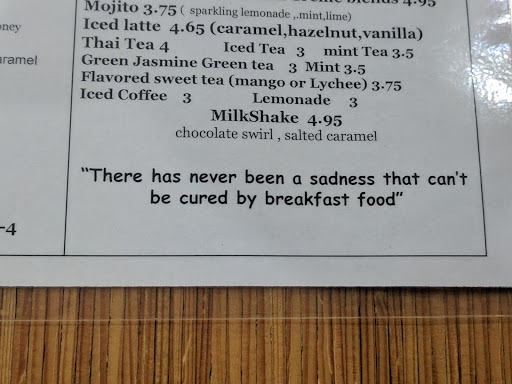 blends 4.95
Mojito 3.75 ( sparkling lemonade ,.mint,lime)
Iced latte 4.65 (caramel,hazelnut,vanilla)
Thai Tea 4 Iced Tea 3 mint Tea 3.5
Green Jasmine Green tea 3 Mint 3.5
Flavored sweet tea (mango or Lychee) 3.75
Iced Coffee 3 Lemonade 3
MilkShake 4.95
chocolate swirl , salted caramel
"There has never been a sadness that can't
be cured by breakfast food"
-4